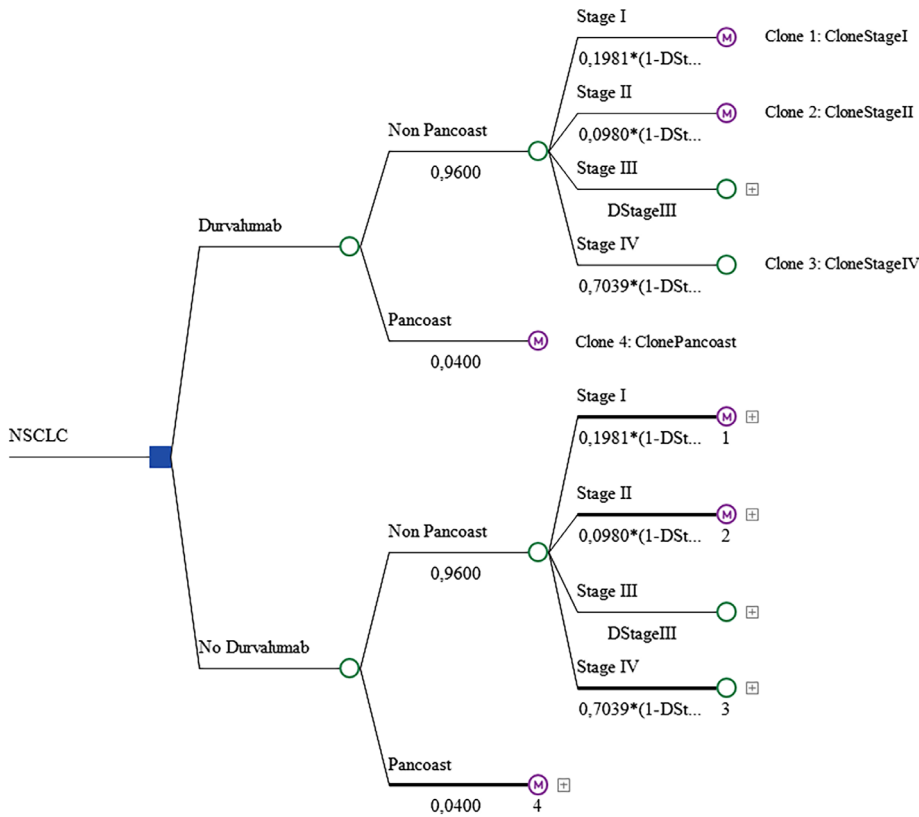 Stage I
Clone 1: CloneStageI
0,1981*(1-DSt...
Stage II
Clone 2: CloneStageII
0,0980*(1-DSt...
Non Pancoast
0,9600
Stage III
DStageIII
Durvalumab
Stage IV
Clone 3: CloneStageIV
0,7039*(1-DSt...
Pancoast
Clone 4: ClonePancoast
0,0400
NSCLC
Stage I
0,1981*(1-DSt... 1
Stage II
0,0980*(1-DSt... 2
Non Pancoast
0,9600
Stage III
DStageIII
No Durvalumab
Stage IV
0,7039*(1-DSt... 3
Pancoast
0,0400 4
M
M
M
M
M
M